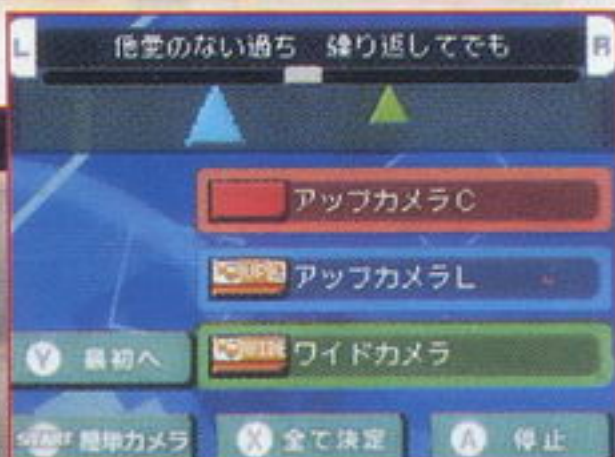 L 他愛のない過ち 繰り返してでも R
アップカメラC
UP アップカメラL
ワイドカメラ
Y 最初へ
START 簡単カメラ X 全て決定 A 停止